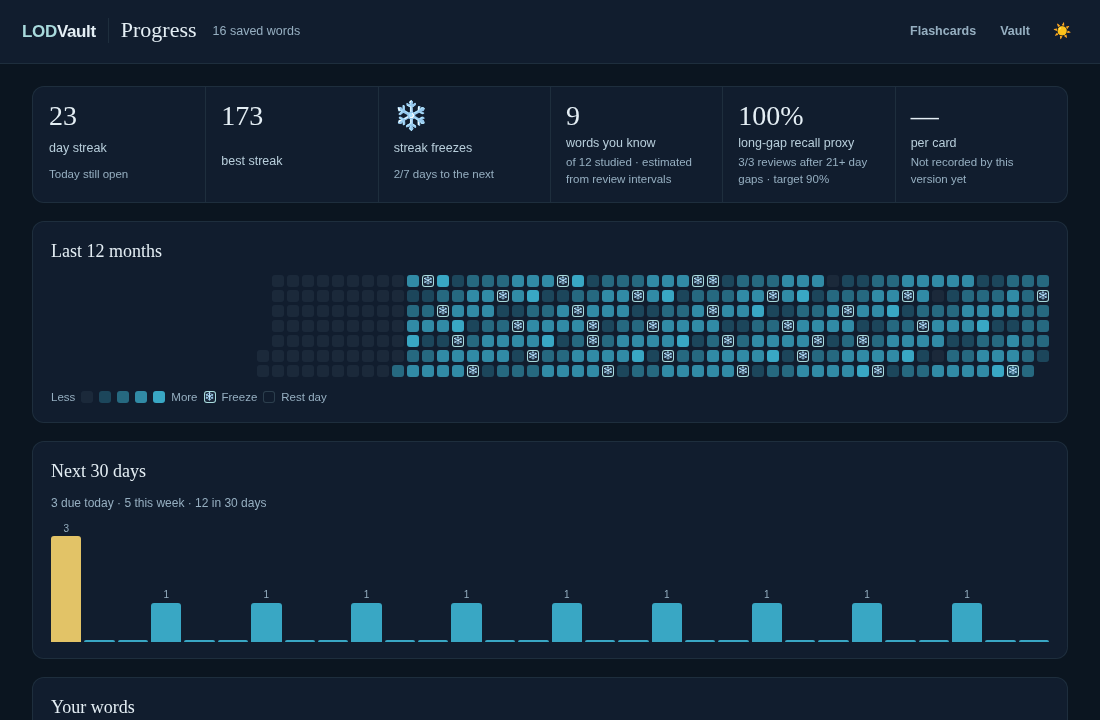 LODVault
Progress
16 saved words
Flashcards
Vault
23
day streak
Today still open
173
best streak
streak freezes
2/7 days to the next
9
words you know
of 12 studied · estimated
from review intervals
100%
long-gap recall proxy
3/3 reviews after 21+ day
gaps · target 90%
—
per card
Not recorded by this
version yet
Last 12 months
Less
More
Freeze
Rest day
Next 30 days
3 due today · 5 this week · 12 in 30 days
3
1
1
1
1
1
1
1
1
1
Your words